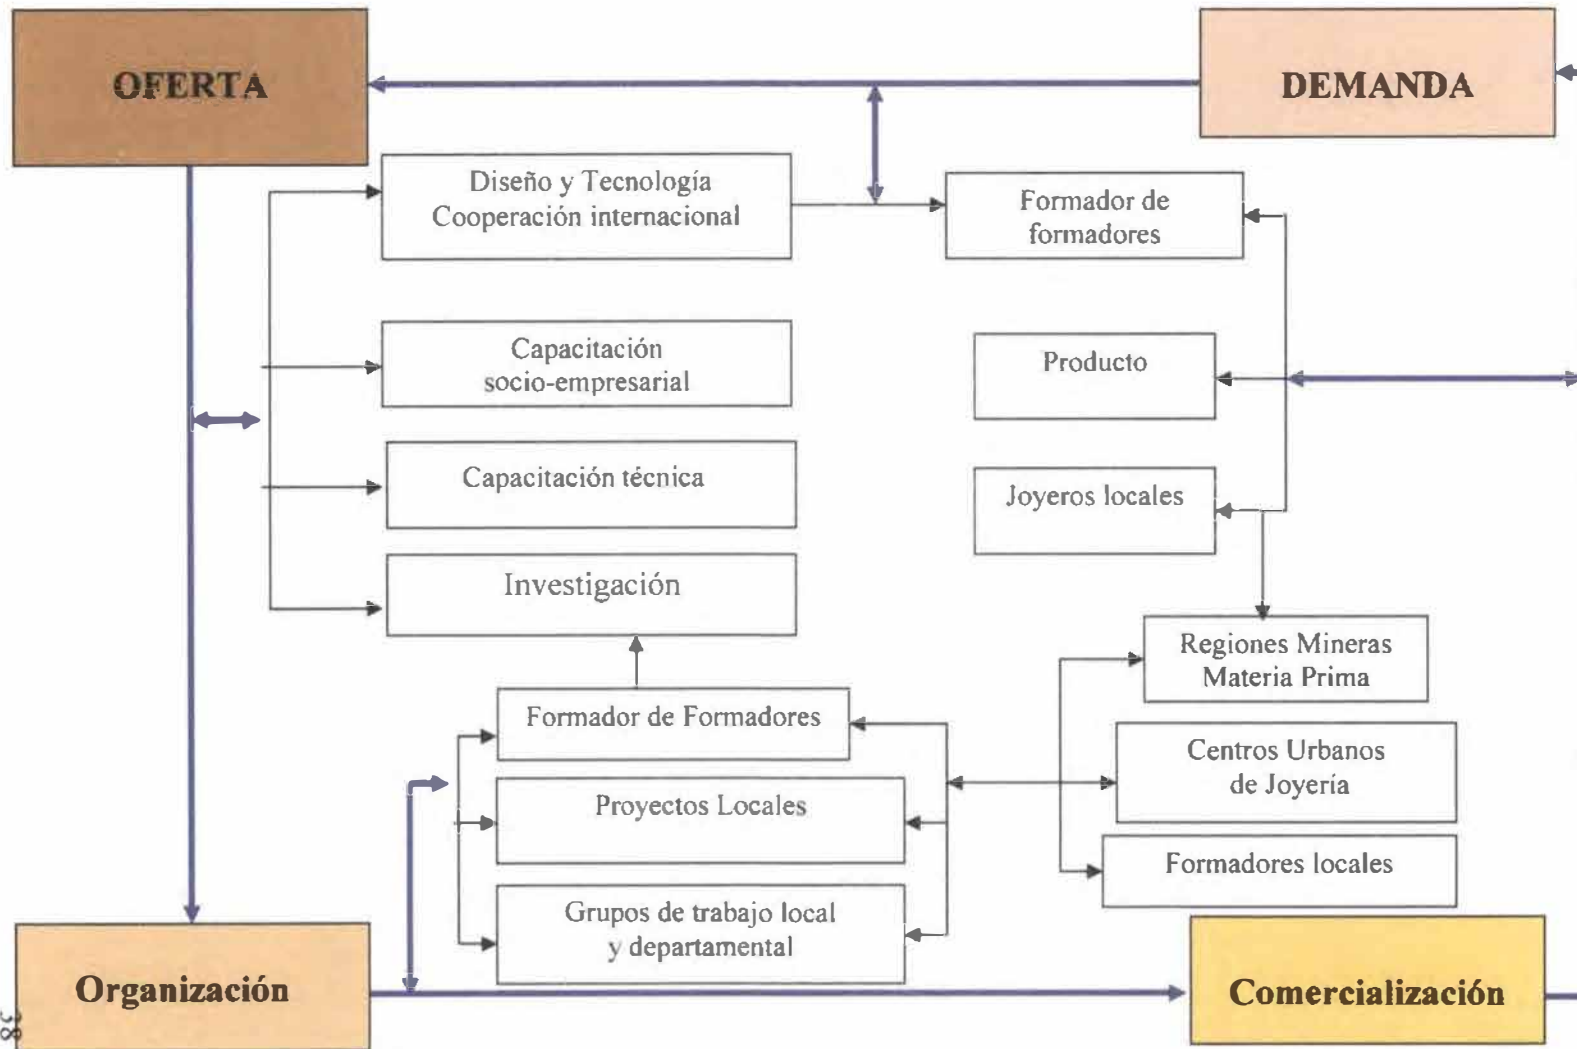 OFERTA
DEMANDA
Diseño y Tecnología
Cooperación internacional
Formador de
formadores
Capacitación
socio-empresarial
Producto
Capacitación técnica
Joyeros locales
Investigación
Regiones Mineras
Materia Prima
Formador de Formadores
Centros Urbanos
de Joyería
Proyectos Locales
Formadores locales
Grupos de trabajo local
y departamental
Organización
Comercialización